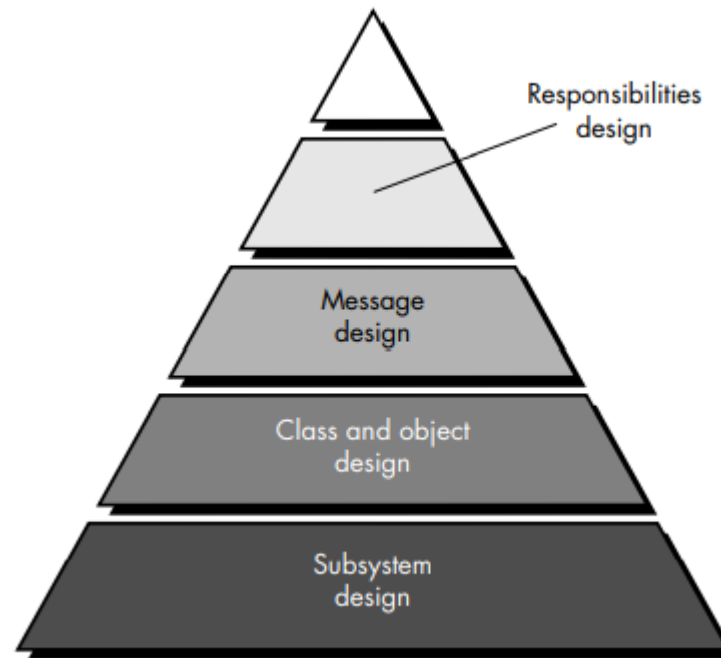 Responsibilities
design
Message
design
Class and object
design
Subsystem
design